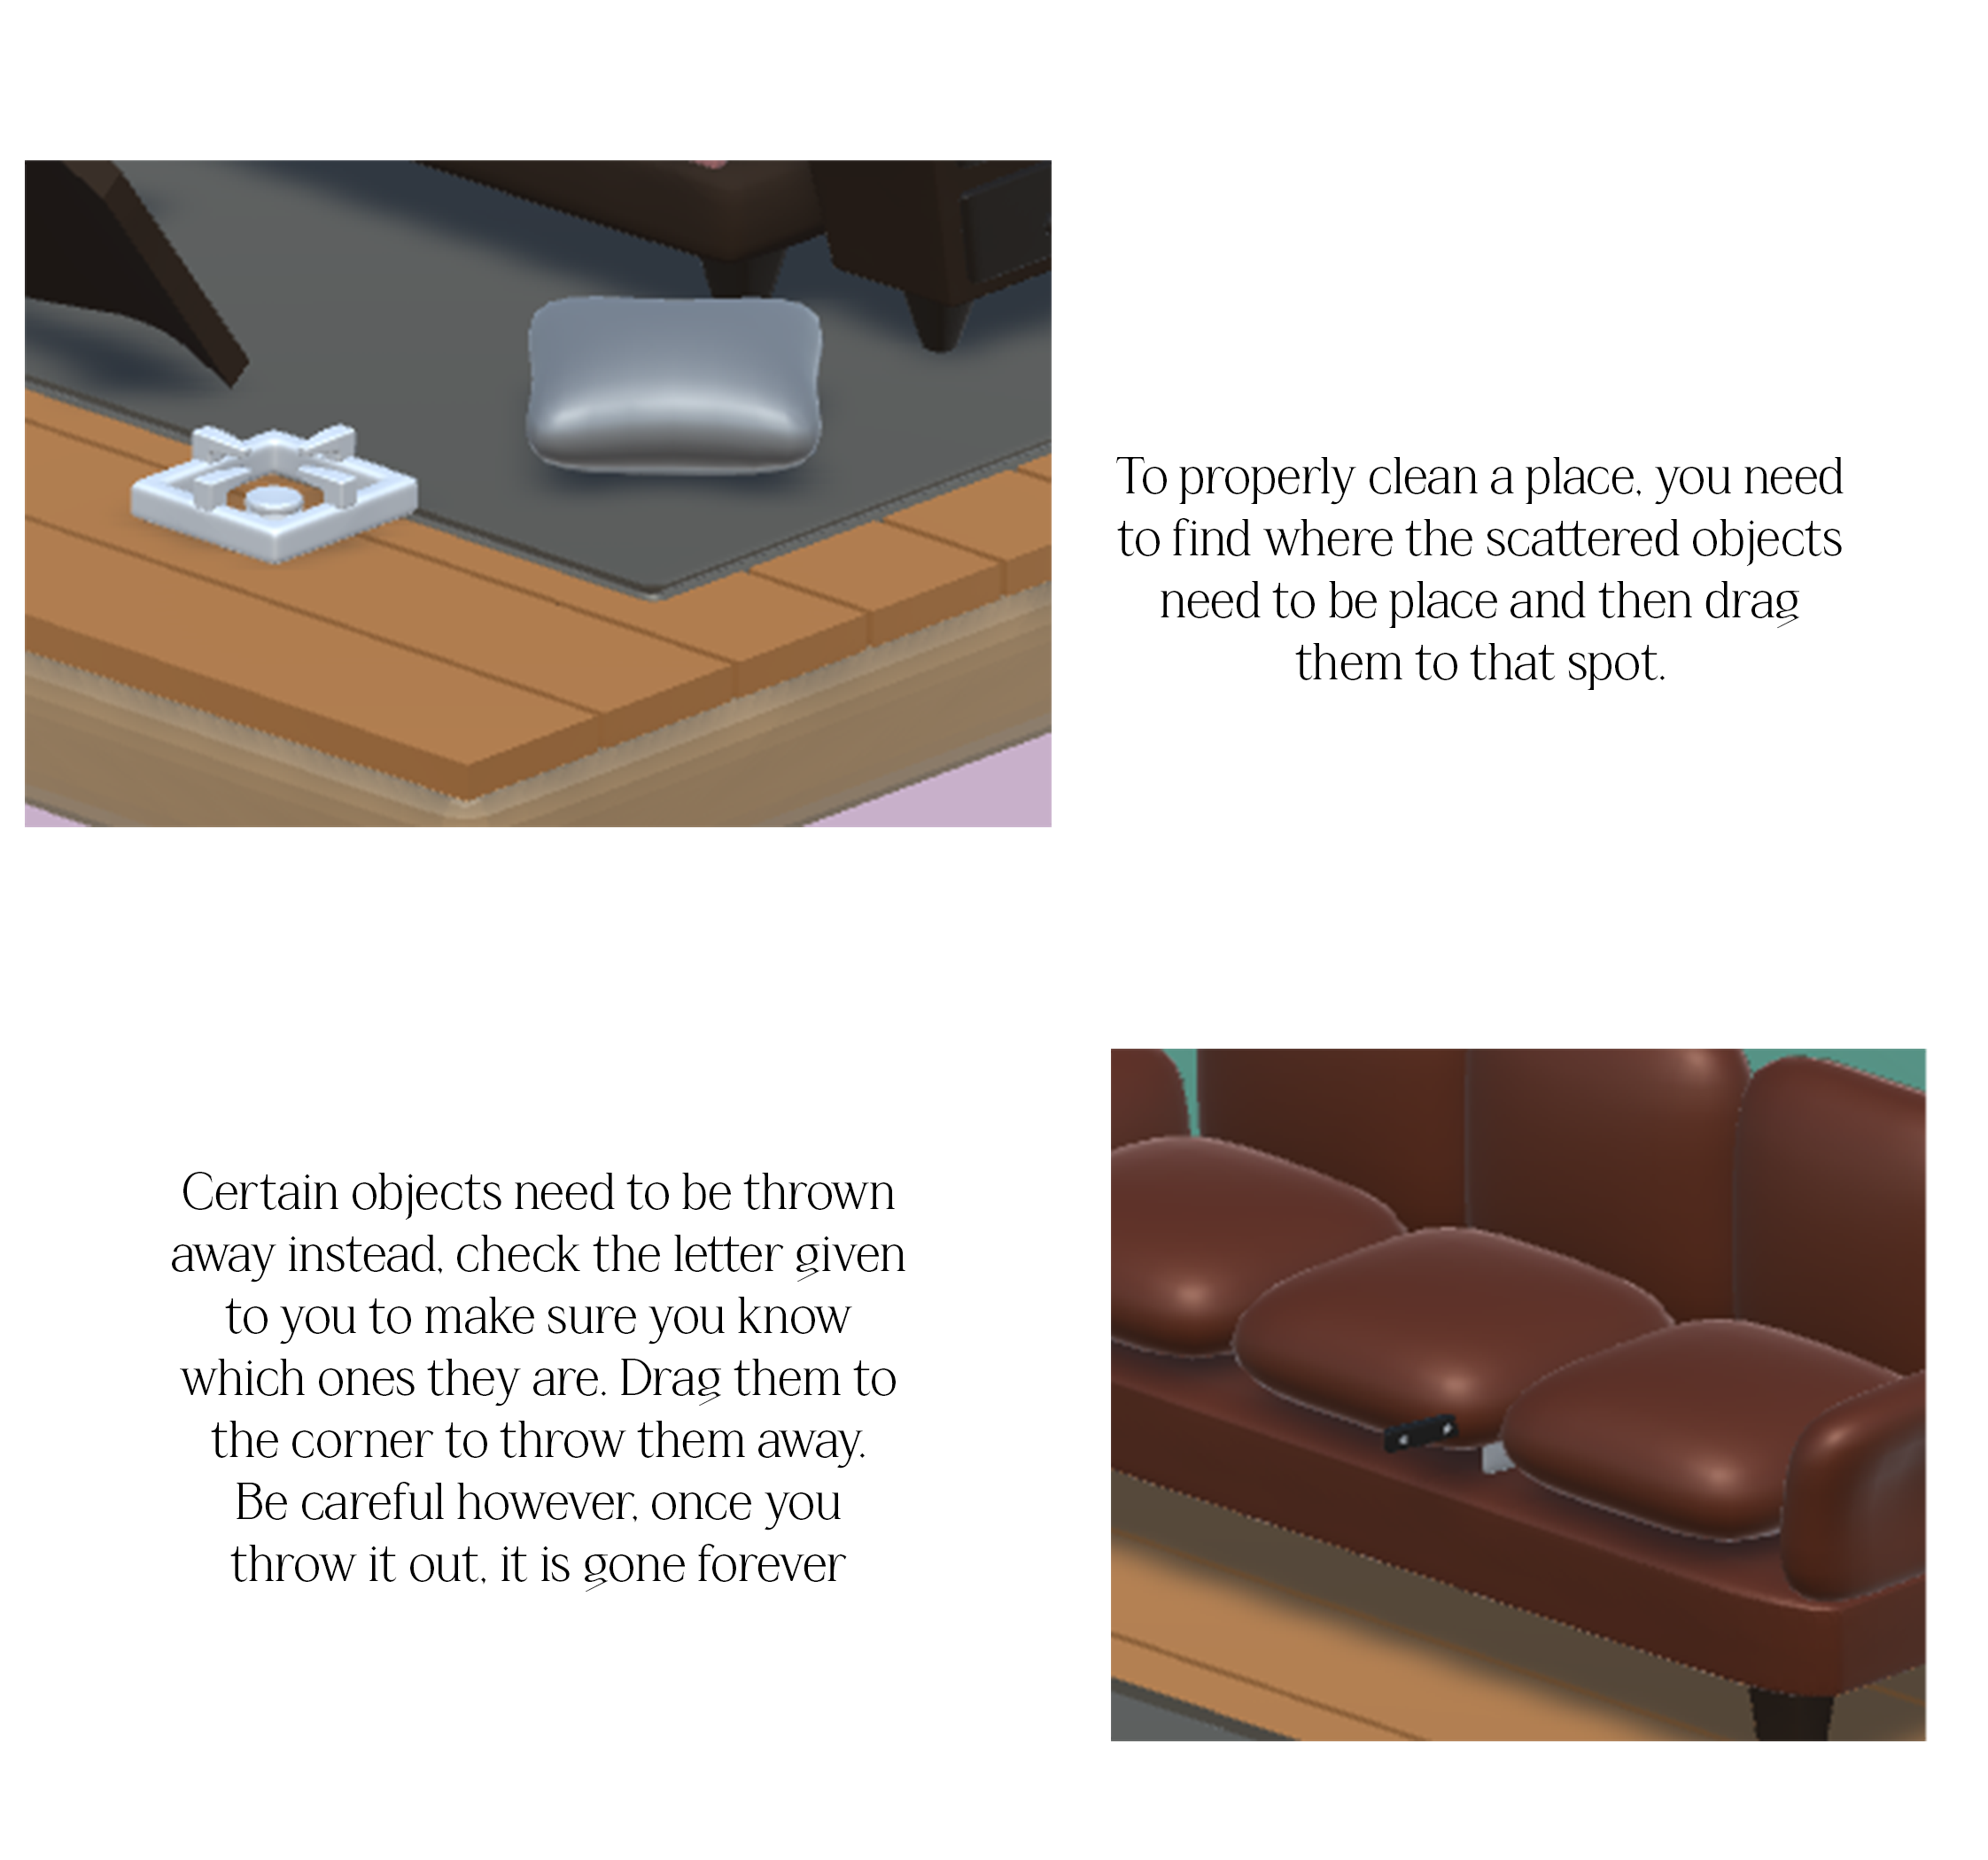 To properly clean a place, you need
to find where the scattered objects
need to be place and then drag
them to that spot.
Certain objects need to be thrown
away instead, check the letter given
to you to make sure you know
which ones they are. Drag them to
the corner to throw them away.
Be careful however, once you
throw it out, it is gone forever